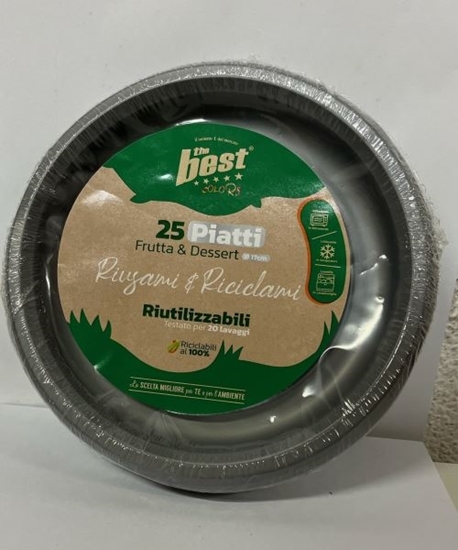 the
best®
COLORS
25 Piatti
Frutta & Dessert Ø 17cm
Riusami & Riciclami
Riutilizzabili
Testato per 20 lavaggi
Riciclabili
al 100%
La SCELTA MIGLIORE per TE e per l'AMBIENTE